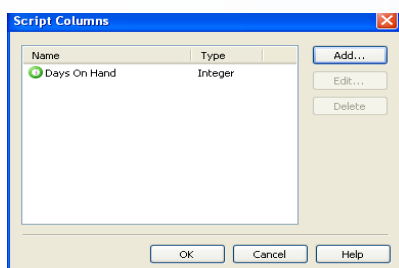 Script Columns
Name Type
Days On Hand Integer
Add...
Edit...
Delete
OK Cancel Help